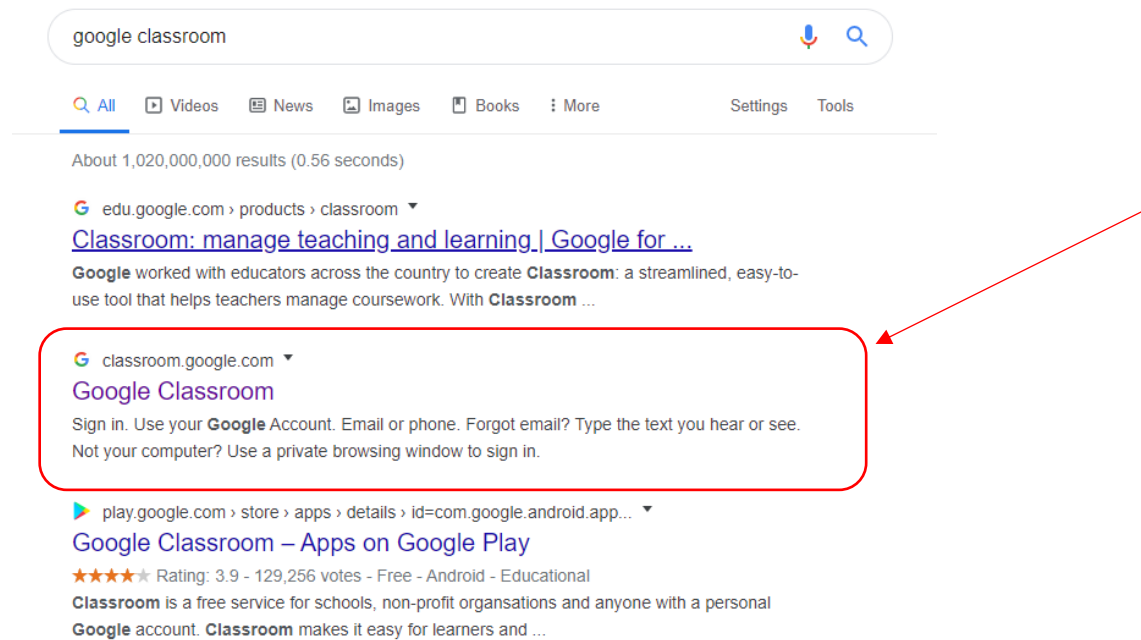 google classroom
All Videos News Images Books More Settings Tools
About 1,020,000,000 results (0.56 seconds)
edu.google.com › products › classroom
Classroom: manage teaching and learning | Google for ...
Google worked with educators across the country to create Classroom: a streamlined, easy-to-
use tool that helps teachers manage coursework. With Classroom ...
classroom.google.com
Google Classroom
Sign in. Use your Google Account. Email or phone. Forgot email? Type the text you hear or see.
Not your computer? Use a private browsing window to sign in.
play.google.com › store › apps › details › id=com.google.android.app...
Google Classroom – Apps on Google Play
Rating: 3.9 - 129,256 votes - Free - Android - Educational
Classroom is a free service for schools, non-profit organsations and anyone with a personal
Google account. Classroom makes it easy for learners and ...